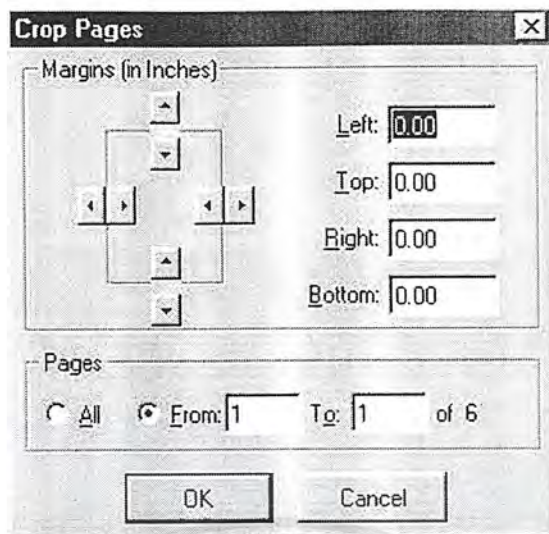 Crop Pages
Margins (in Inches)
Left: 0.00
Top: 0.00
Right: 0.00
Bottom: 0.00
Pages
All From: 1 To: 1 of 6
OK Cancel